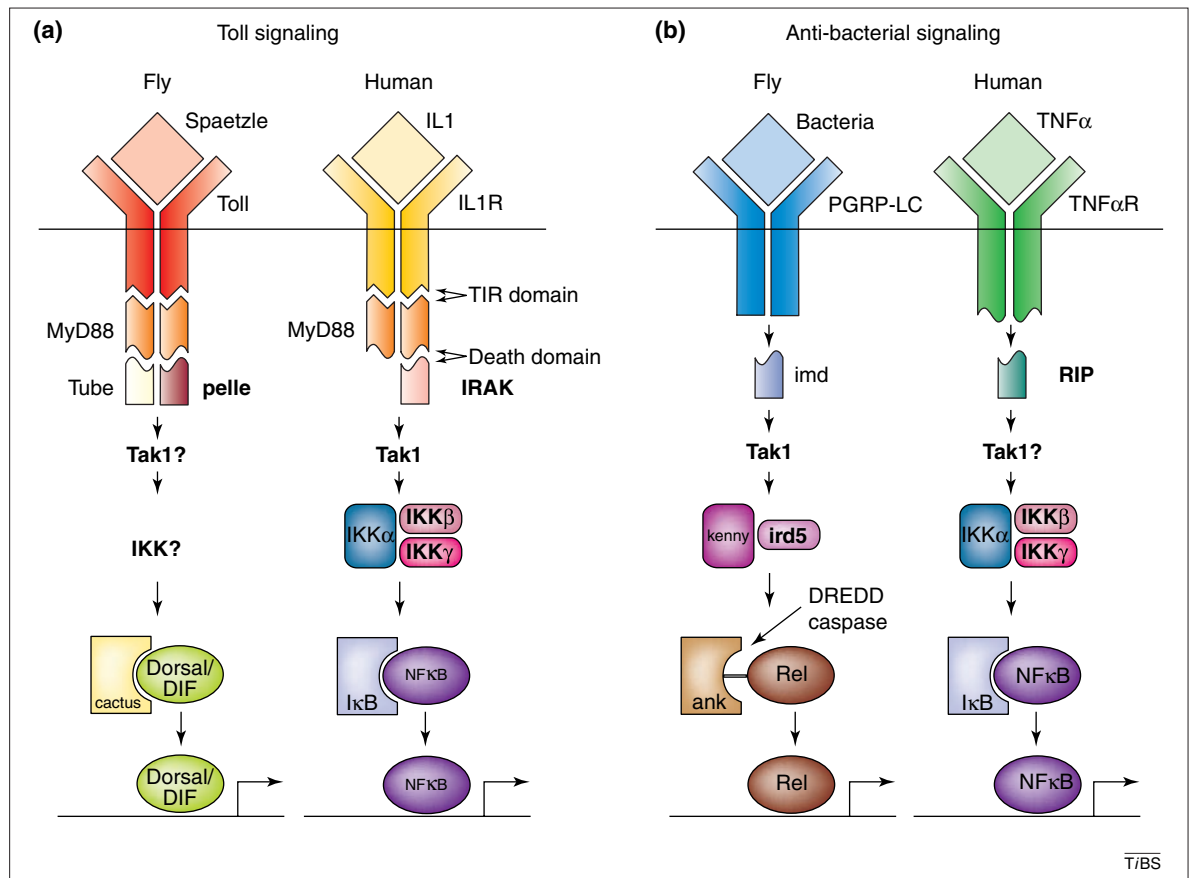 (a) Toll signaling
Fly
Human
Spaetzle
IL1
Toll
IL1R
TIR domain
MyD88
MyD88
Death domain
Tube
pelle
IRAK
Tak1?
Tak1
IKK?
IKKα
IKKβ
IKKγ
cactus
Dorsal/
DIF
IκB
NFκB
Dorsal/
DIF
NFκB
(b) Anti-bacterial signaling
Fly
Human
Bacteria
TNFα
PGRP-LC
TNFαR
imd
RIP
Tak1
Tak1?
kenny
ird5
IKKα
IKKβ
IKKγ
DREDD
caspase
ank
Rel
IκB
NFκB
Rel
NFκB
TiBS